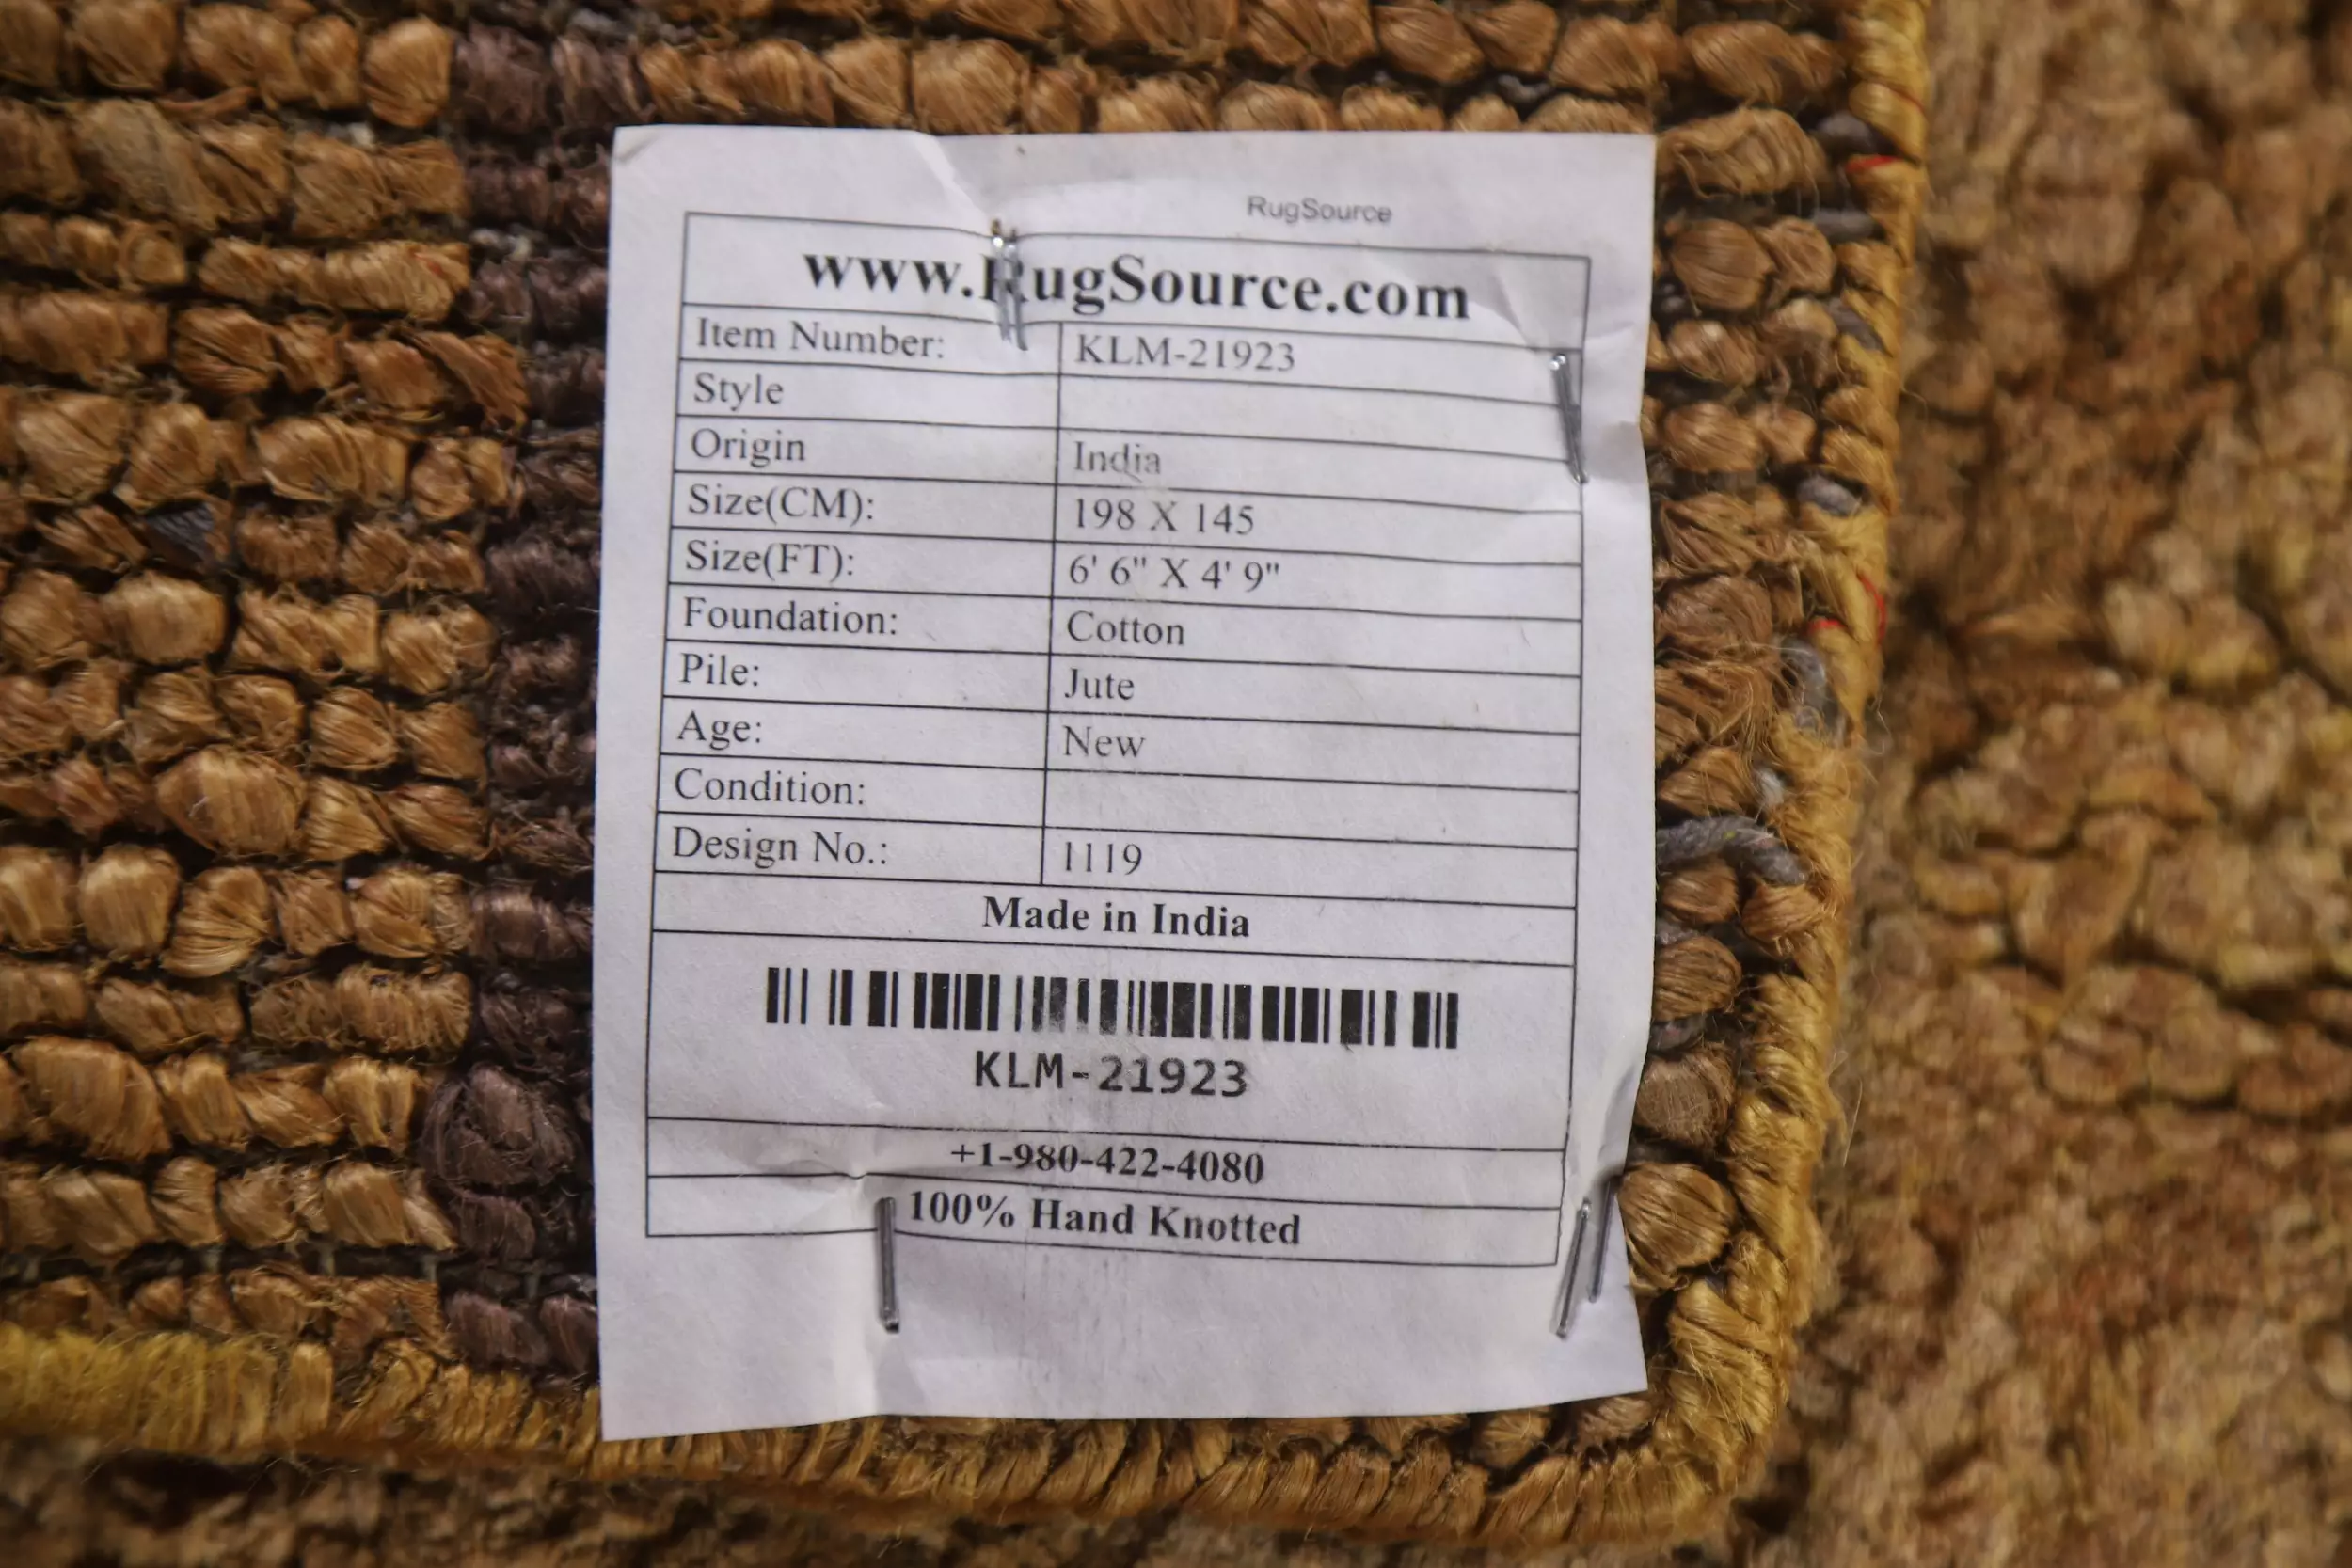 RugSource
www.RugSource.com
Item Number: KLM-21923
Style
Origin India
Size(CM): 198 X 145
Size(FT): 6' 6" X 4' 9"
Foundation: Cotton
Pile: Jute
Age: New
Condition:
Design No.: 1119
Made in India
KLM-21923
+1-980-422-4080
100% Hand Knotted